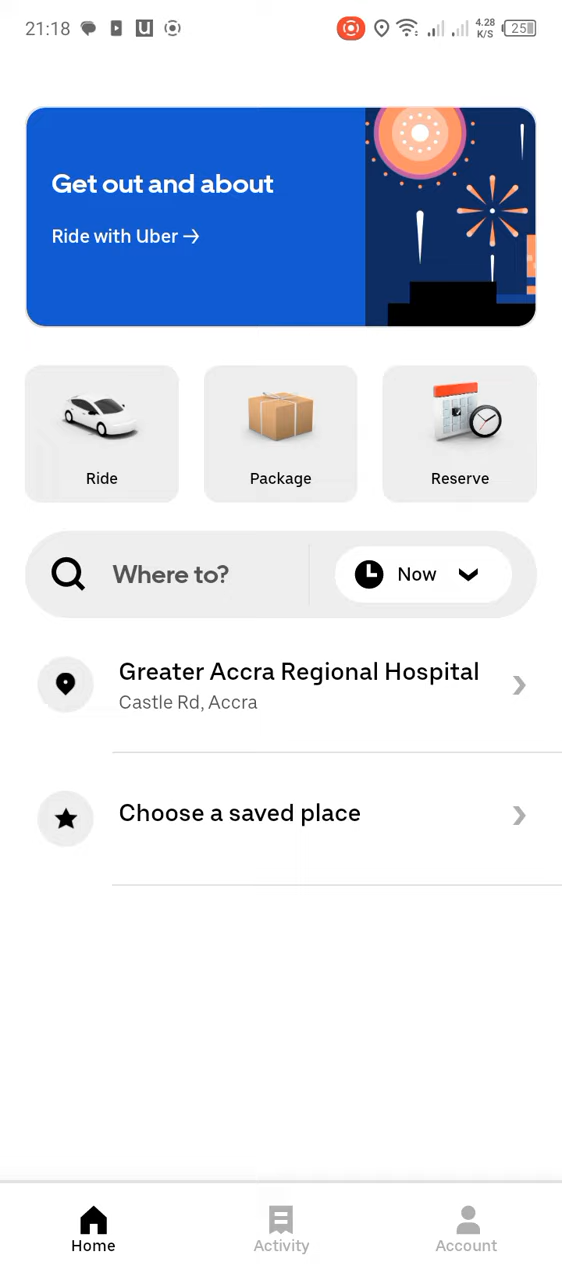 21:18
4.28
K/S
25
Get out and about
Ride with Uber →
Ride
Package
Reserve
Where to?
Now
Greater Accra Regional Hospital
Castle Rd, Accra
Choose a saved place
Home
Activity
Account